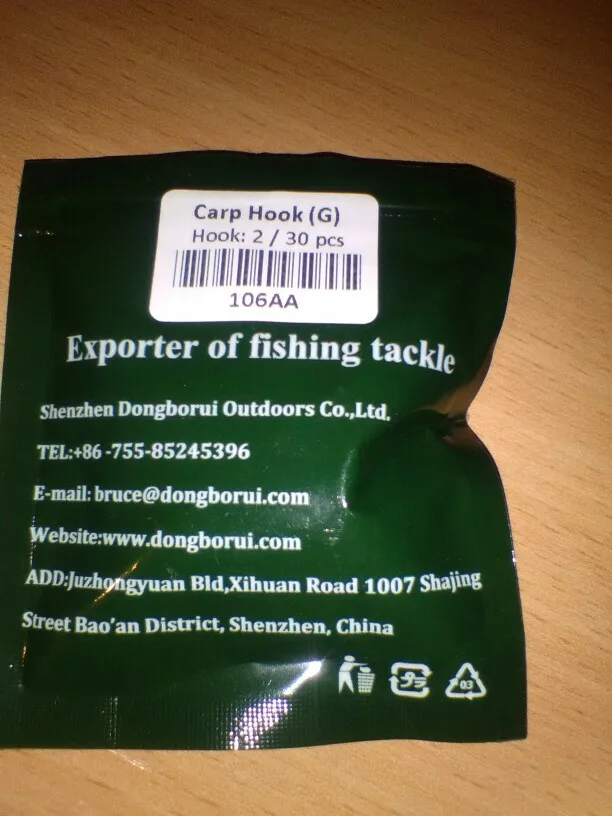 Carp Hook (G)
Hook: 2 / 30 pcs
106AA
Exporter of fishing tackle
Shenzhen Dongborui Outdoors Co.,Ltd.
TEL:+86 -755-85245396
E-mail: bruce@dongborui.com
Website:www.dongborui.com
ADD:Juzhongyuan Bld,Xihuan Road 1007 Shajing
Street Bao'an District, Shenzhen, China
プラ
03